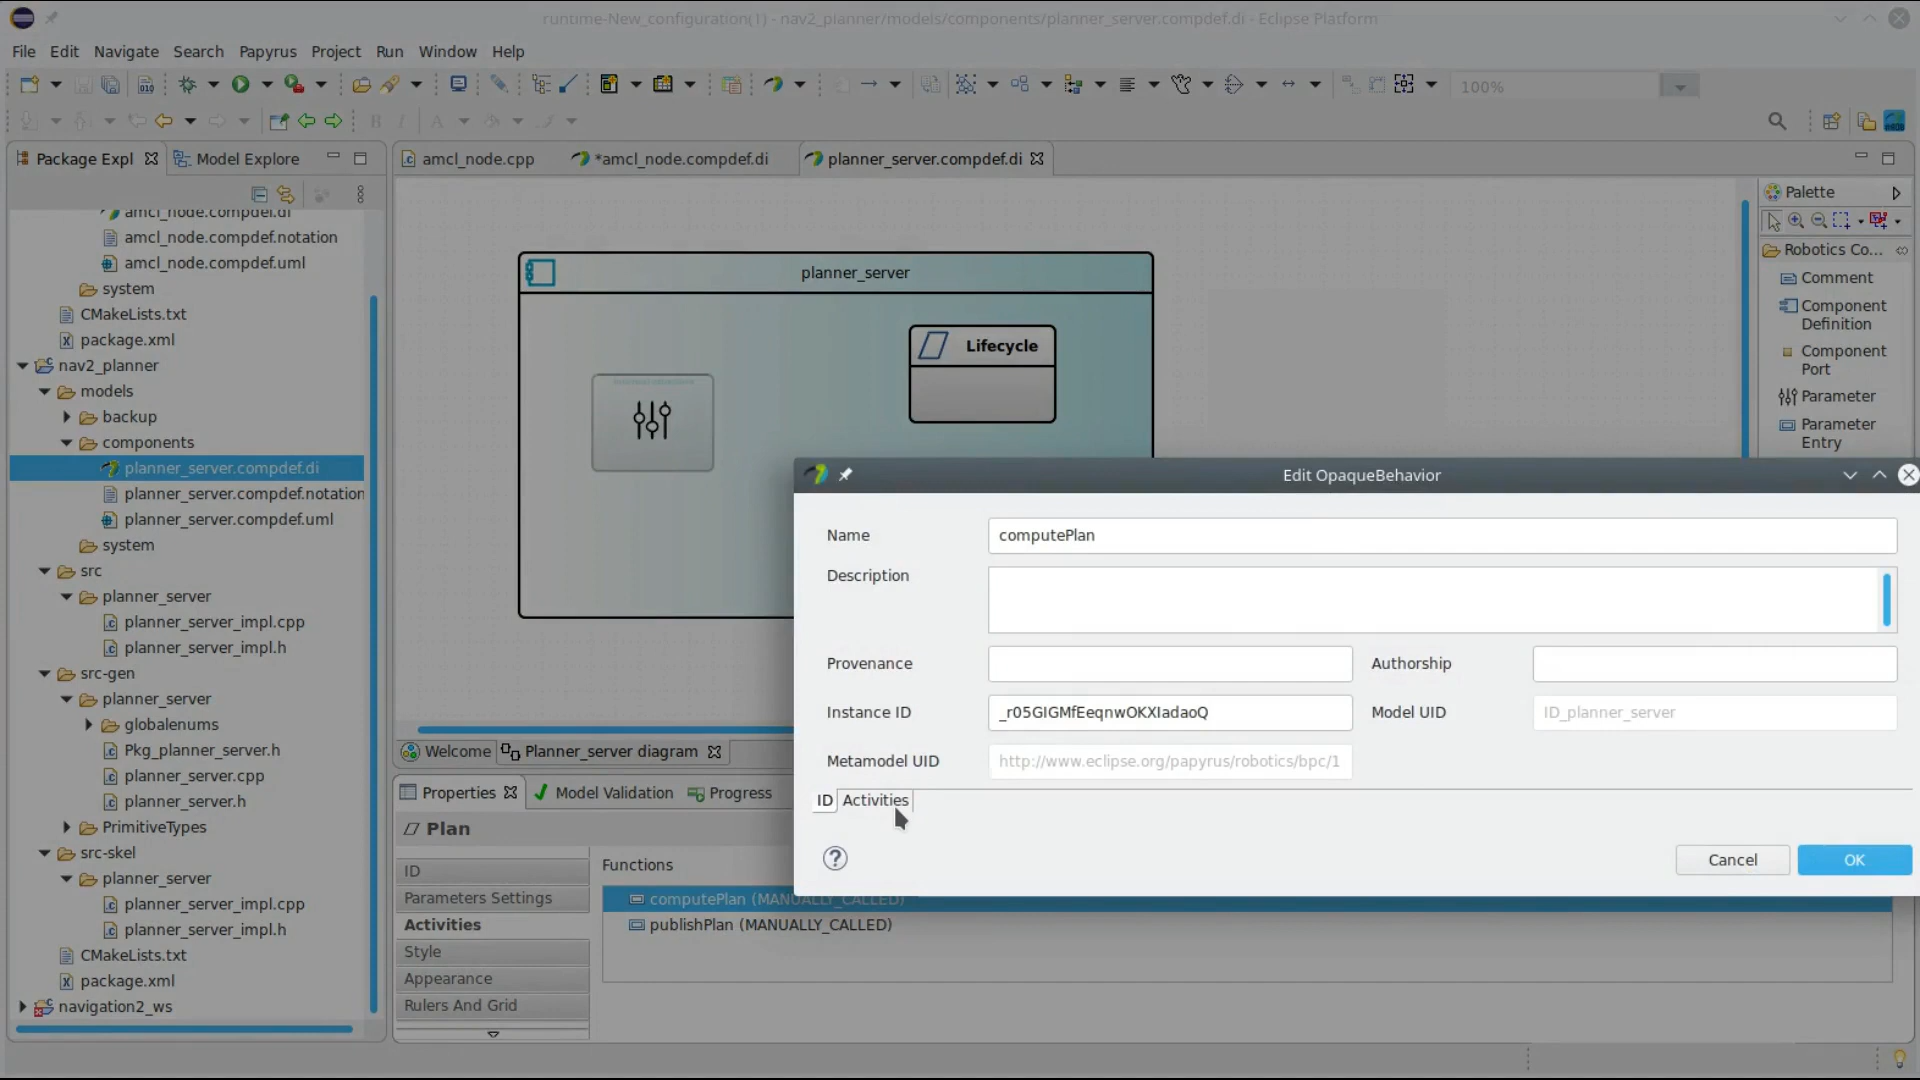 runtime-New_configuration(1) - nav2_planner/models/components/planner_server.compdef.di - Eclipse Platform
File Edit Navigate Search Papyrus Project Run Window Help
100%
Package Expl
Model Explore
amcl_node.cpp
*amcl_node.compdef.di
planner_server.compdef.di
amcl_node.compdef.di
amcl_node.compdef.notation
amcl_node.compdef.uml
system
CMakeLists.txt
package.xml
nav2_planner
models
backup
components
planner_server.compdef.di
planner_server.compdef.notation
planner_server.compdef.uml
system
src
planner_server
planner_server_impl.cpp
planner_server_impl.h
src-gen
planner_server
globalenums
Pkg_planner_server.h
planner_server.cpp
planner_server.h
PrimitiveTypes
src-skel
planner_server
planner_server_impl.cpp
planner_server_impl.h
CMakeLists.txt
package.xml
navigation2_ws
planner_server
Lifecycle
Palette
Robotics Co...
Comment
Component
Definition
Component
Port
Parameter
Parameter
Entry
Edit OpaqueBehavior
Name
computePlan
Description
Provenance
Authorship
Instance ID
_r05GIGMfEeqnwOKXIadaoQ
Model UID
ID_planner_server
Metamodel UID
http://www.eclipse.org/papyrus/robotics/bpc/1
ID
Activities
Cancel
OK
Welcome
Planner_server diagram
Properties
Model Validation
Progress
Plan
ID
Parameters Settings
Activities
Style
Appearance
Rulers And Grid
Functions
computePlan (MANUALLY_CALLED)
publishPlan (MANUALLY_CALLED)